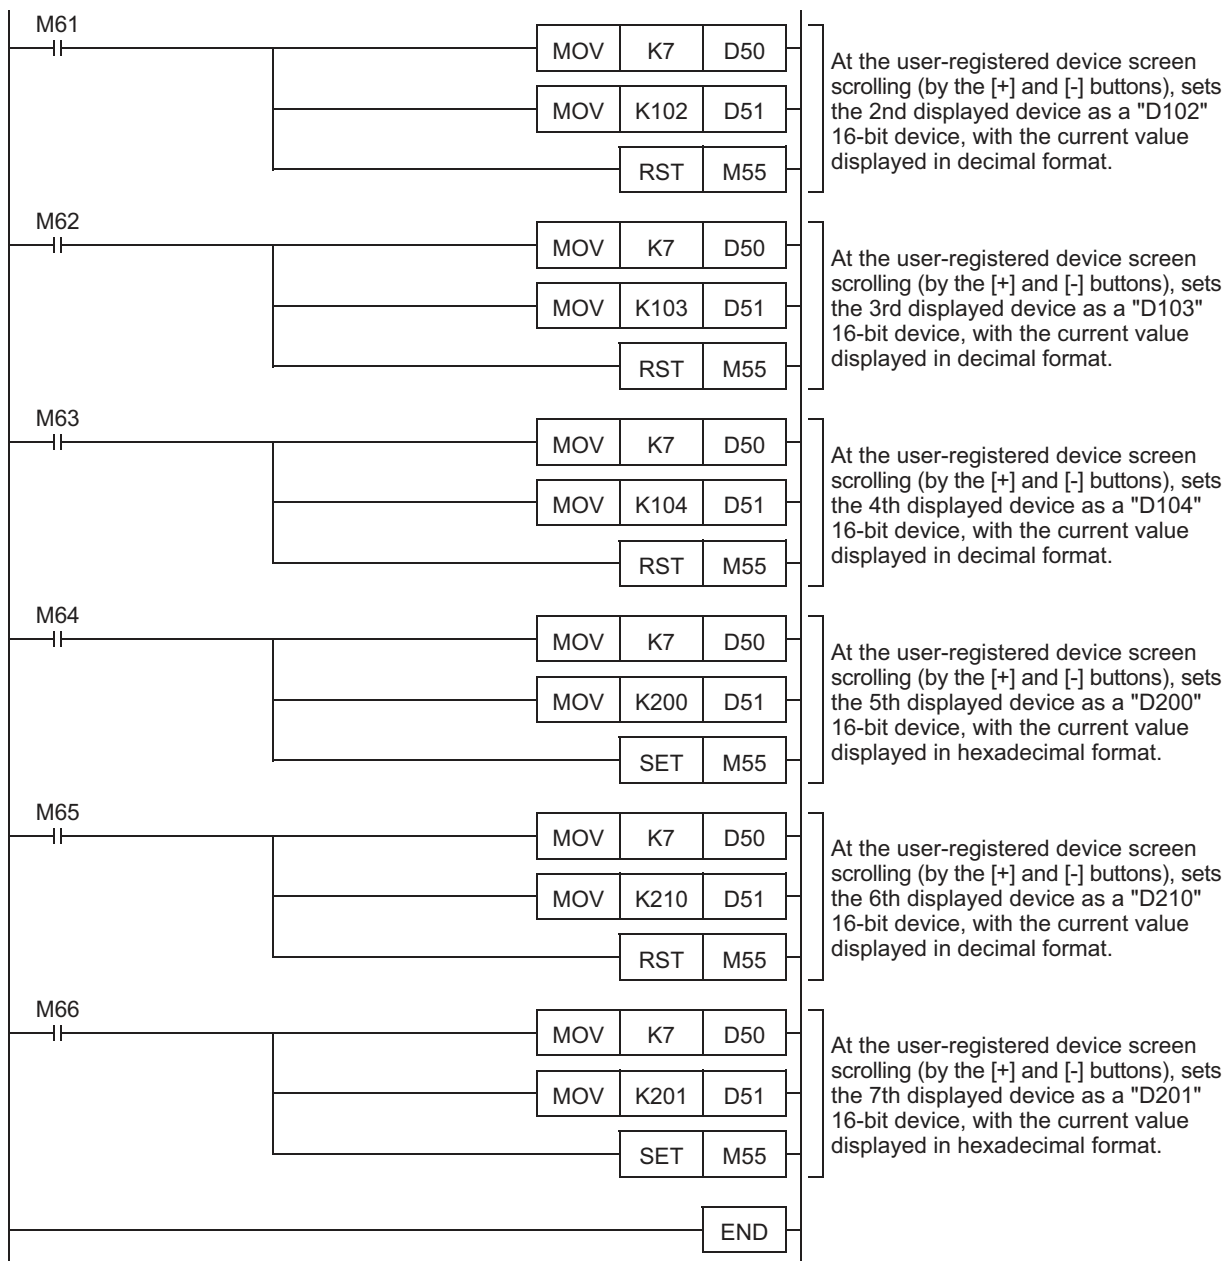 M61
MOV K7 D50
MOV K102 D51
RST M55
At the user-registered device screen
scrolling (by the [+] and [-] buttons), sets
the 2nd displayed device as a "D102"
16-bit device, with the current value
displayed in decimal format.
M62
MOV K7 D50
MOV K103 D51
RST M55
At the user-registered device screen
scrolling (by the [+] and [-] buttons), sets
the 3rd displayed device as a "D103"
16-bit device, with the current value
displayed in decimal format.
M63
MOV K7 D50
MOV K104 D51
RST M55
At the user-registered device screen
scrolling (by the [+] and [-] buttons), sets
the 4th displayed device as a "D104"
16-bit device, with the current value
displayed in decimal format.
M64
MOV K7 D50
MOV K200 D51
SET M55
At the user-registered device screen
scrolling (by the [+] and [-] buttons), sets
the 5th displayed device as a "D200"
16-bit device, with the current value
displayed in hexadecimal format.
M65
MOV K7 D50
MOV K210 D51
RST M55
At the user-registered device screen
scrolling (by the [+] and [-] buttons), sets
the 6th displayed device as a "D210"
16-bit device, with the current value
displayed in decimal format.
M66
MOV K7 D50
MOV K201 D51
SET M55
At the user-registered device screen
scrolling (by the [+] and [-] buttons), sets
the 7th displayed device as a "D201"
16-bit device, with the current value
displayed in hexadecimal format.
END